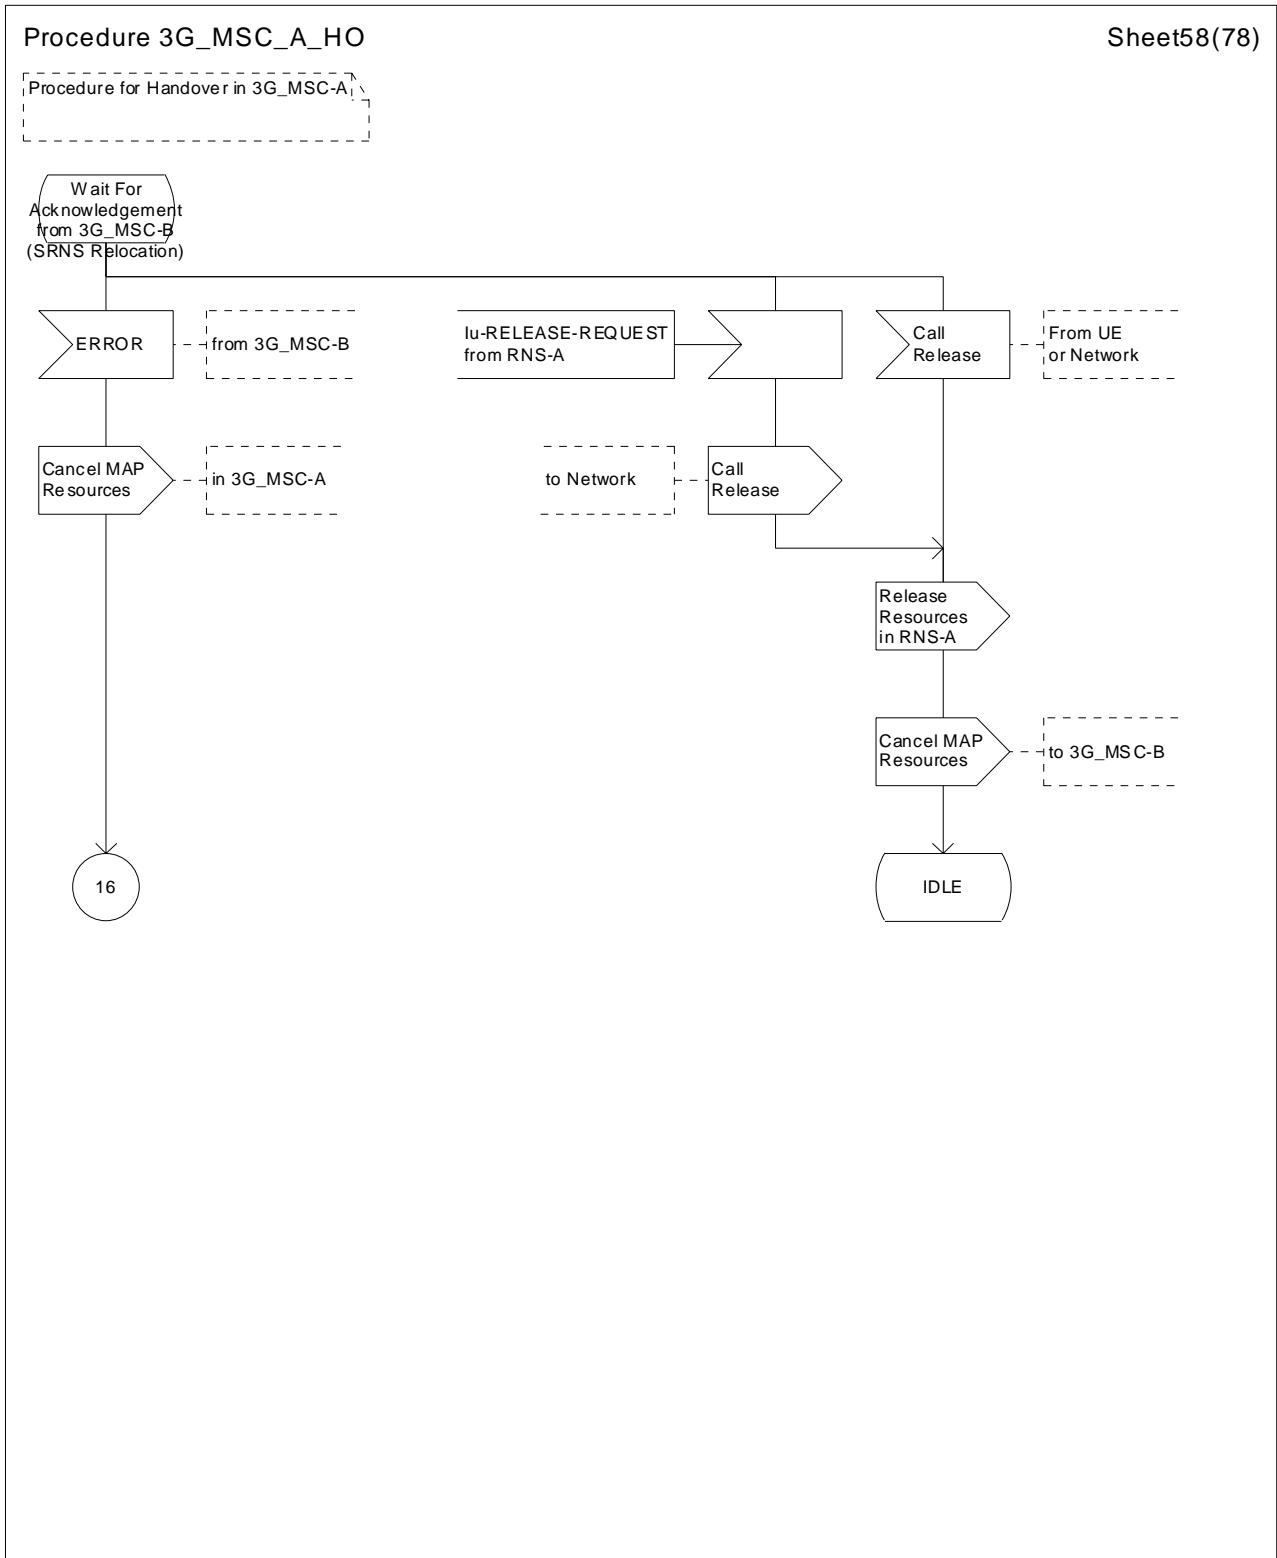 Procedure 3G_MSC_A_HO
Sheet58(78)
Procedure for Handover in 3G_MSC-A
Wait For
Acknowledgement
from 3G_MSC-B
(SRNS Relocation)
ERROR
from 3G_MSC-B
Iu-RELEASE-REQUEST
from RNS-A
Call
Release
From UE
or Network
Cancel MAP
Resources
in 3G_MSC-A
to Network
Call
Release
Release
Resources
in RNS-A
Cancel MAP
Resources
to 3G_MSC-B
16
IDLE